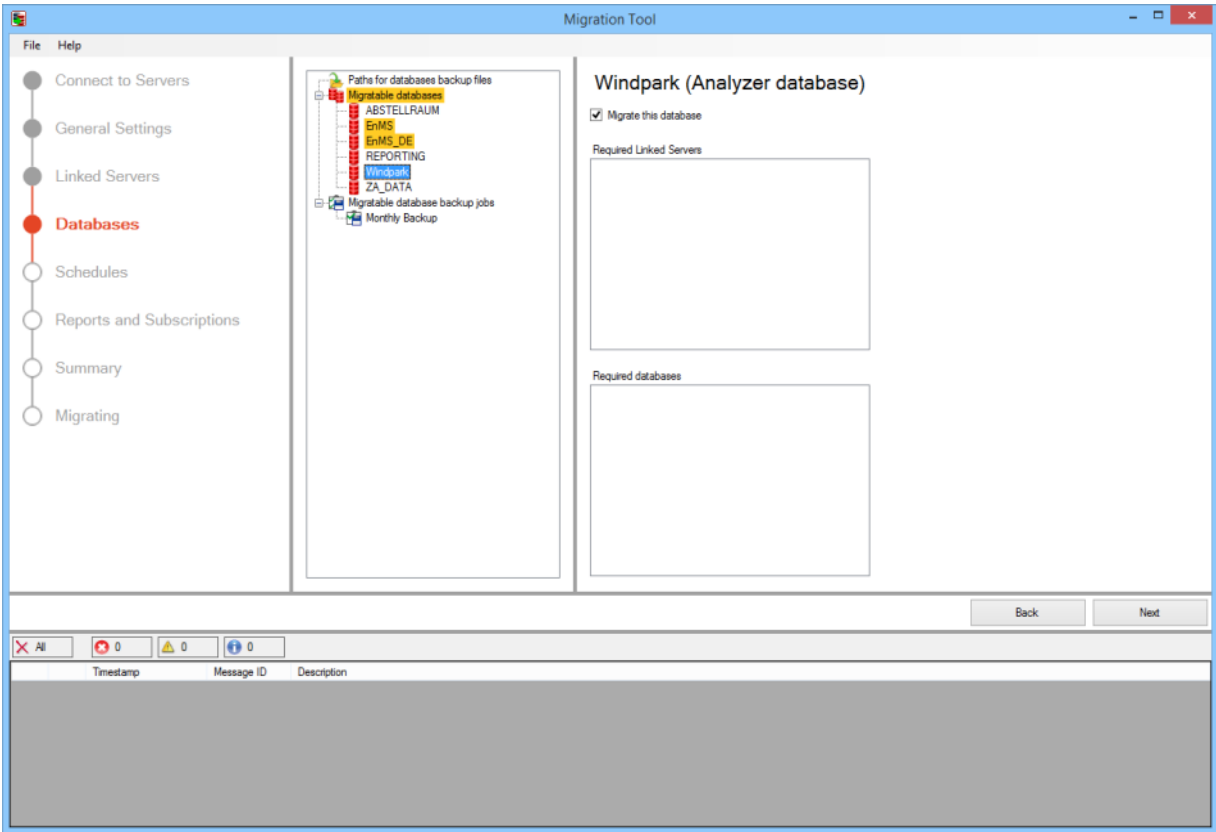 Migration Tool
File Help
Connect to Servers
General Settings
Linked Servers
Databases
Schedules
Reports and Subscriptions
Summary
Migrating
Paths for databases backup files
Migratable databases
ABSTELLRAUM
EnMS
EnMS_DE
REPORTING
Windpark
ZA_DATA
Migratable database backup jobs
Monthly Backup
Windpark (Analyzer database)
Migrate this database
Required Linked Servers
Required databases
Back Next
All 0 0 0
Timestamp Message ID Description